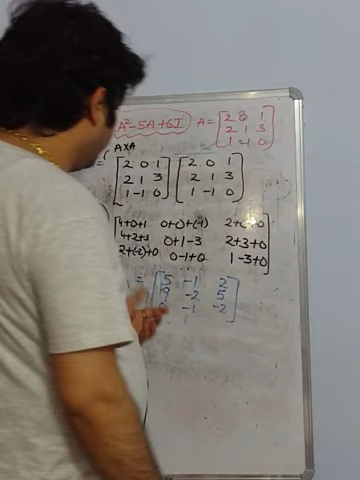 A²-5A+6I A= [2 0 1
2 1 3
1 -1 0]
A×A
= [2 0 1 [2 0 1
2 1 3 2 1 3
1 -1 0] 1 -1 0]
[4+0+1 0+0+(-1) 2+0+0
4+2+3 0+1-3 2+3+0
2+(-2)+0 0-1+0 1-3+0]
= [5 -1 2
9 -2 5
-1 -2]